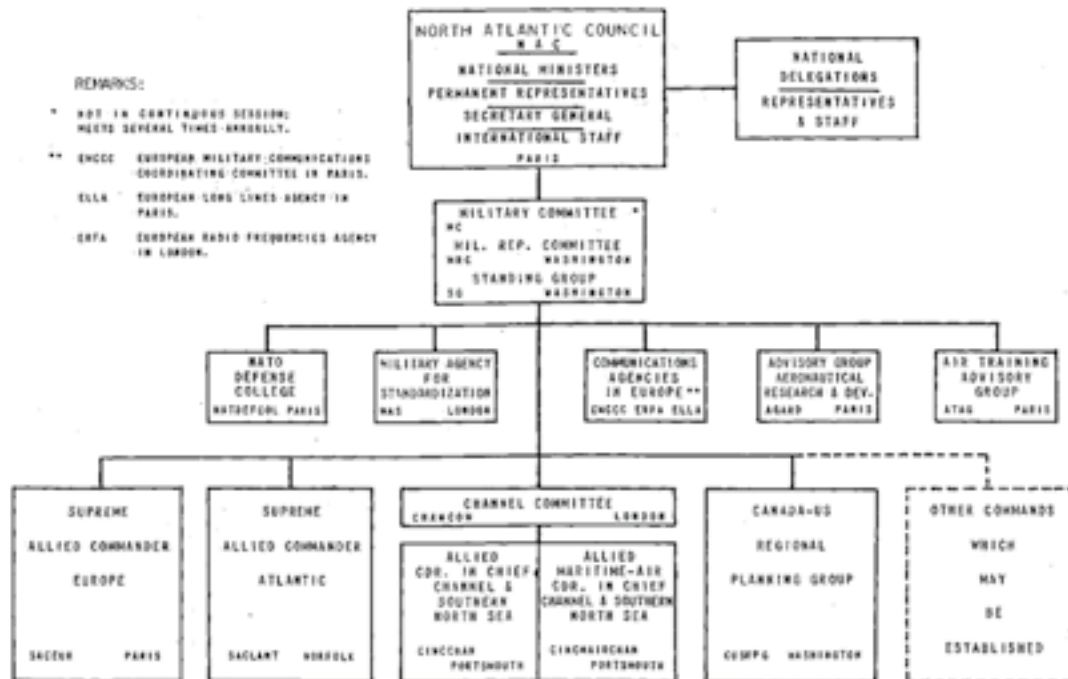 NORTH ATLANTIC COUNCIL
N A C
NATIONAL MINISTERS
PERMANENT REPRESENTATIVES
SECRETARY GENERAL
INTERNATIONAL STAFF
PARIS
NATIONAL
DELEGATIONS
REPRESENTATIVES
& STAFF
REMARKS:
* NOT IN CONTINUOUS SESSION;
MEETS SEVERAL TIMES ANNUALLY.
** EMCCC EUROPEAN MILITARY COMMUNICATIONS
COORDINATING COMMITTEE IN PARIS.
ELLA EUROPEAN LONG LINES AGENCY IN
PARIS.
ERFA EUROPEAN RADIO FREQUENCIES AGENCY
IN LONDON.
MILITARY COMMITTEE *
MC
MIL. REP. COMMITTEE
MRC WASHINGTON
STANDING GROUP
SG WASHINGTON
NATO
DEFENSE
COLLEGE
NATDEFCOL PARIS
MILITARY AGENCY
FOR
STANDARDIZATION
MAS LONDON
COMMUNICATIONS
AGENCIES
IN EUROPE **
EMCCC ERFA ELLA
ADVISORY GROUP
AERONAUTICAL
RESEARCH & DEV.
AGARD PARIS
AIR TRAINING
ADVISORY
GROUP
ATAG PARIS
SUPREME
ALLIED COMMANDER
EUROPE
SACEUR PARIS
SUPREME
ALLIED COMMANDER
ATLANTIC
SACLANT NORFOLK
CHANNEL COMMITTEE
CHANCOM LONDON
ALLIED
CDR. IN CHIEF
CHANNEL &
SOUTHERN
NORTH SEA
CINCCHAN
PORTSMOUTH
ALLIED
MARITIME-AIR
CDR. IN CHIEF
CHANNEL & SOUTHERN
NORTH SEA
CINCMAIRCHAN
PORTSMOUTH
CANADA-US
REGIONAL
PLANNING GROUP
CUSRPG WASHINGTON
OTHER COMMANDS
WHICH
MAY
BE
ESTABLISHED